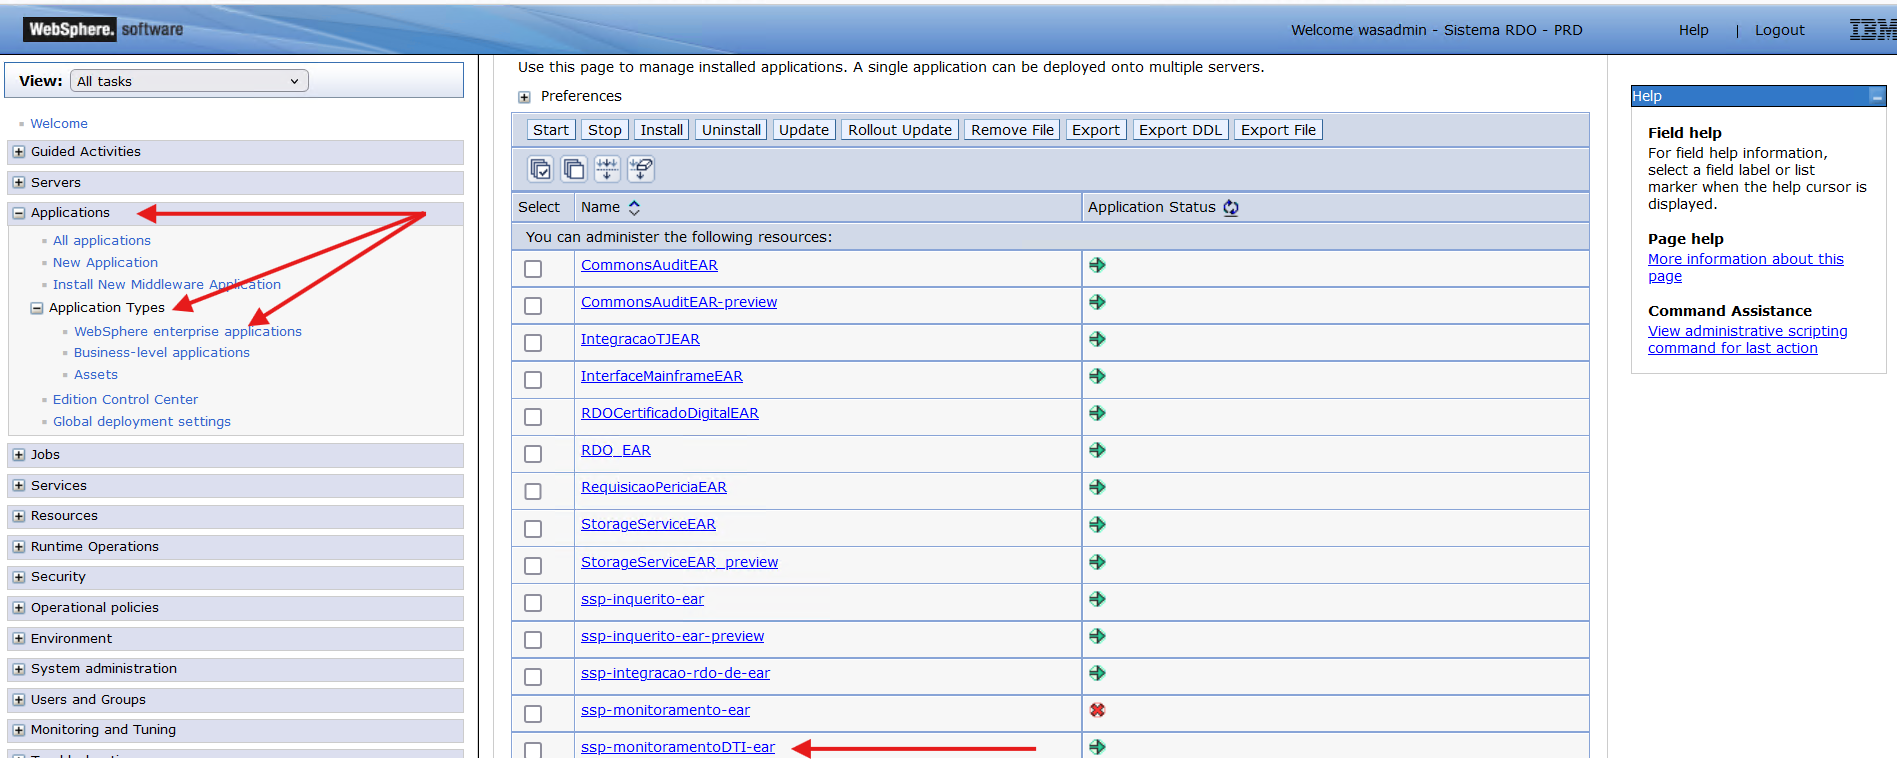 WebSphere. software
Welcome wasadmin - Sistema RDO - PRD
Help | Logout
IBM
View: All tasks
Welcome
Guided Activities
Servers
Applications
All applications
New Application
Install New Middleware Application
Application Types
WebSphere enterprise applications
Business-level applications
Assets
Edition Control Center
Global deployment settings
Jobs
Services
Resources
Runtime Operations
Security
Operational policies
Environment
System administration
Users and Groups
Monitoring and Tuning
Use this page to manage installed applications. A single application can be deployed onto multiple servers.
Preferences
Start Stop Install Uninstall Update Rollout Update Remove File Export Export DDL Export File
Select Name Application Status
You can administer the following resources:
CommonsAuditEAR
CommonsAuditEAR-preview
IntegracaoTJEAR
InterfaceMainframeEAR
RDOCertificadoDigitalEAR
RDO_EAR
RequisicaoPericiaEAR
StorageServiceEAR
StorageServiceEAR_preview
ssp-inquerito-ear
ssp-inquerito-ear-preview
ssp-integracao-rdo-de-ear
ssp-monitoramento-ear
ssp-monitoramentoDTI-ear
Help
Field help
For field help information,
select a field label or list
marker when the help cursor is
displayed.
Page help
More information about this
page
Command Assistance
View administrative scripting
command for last action